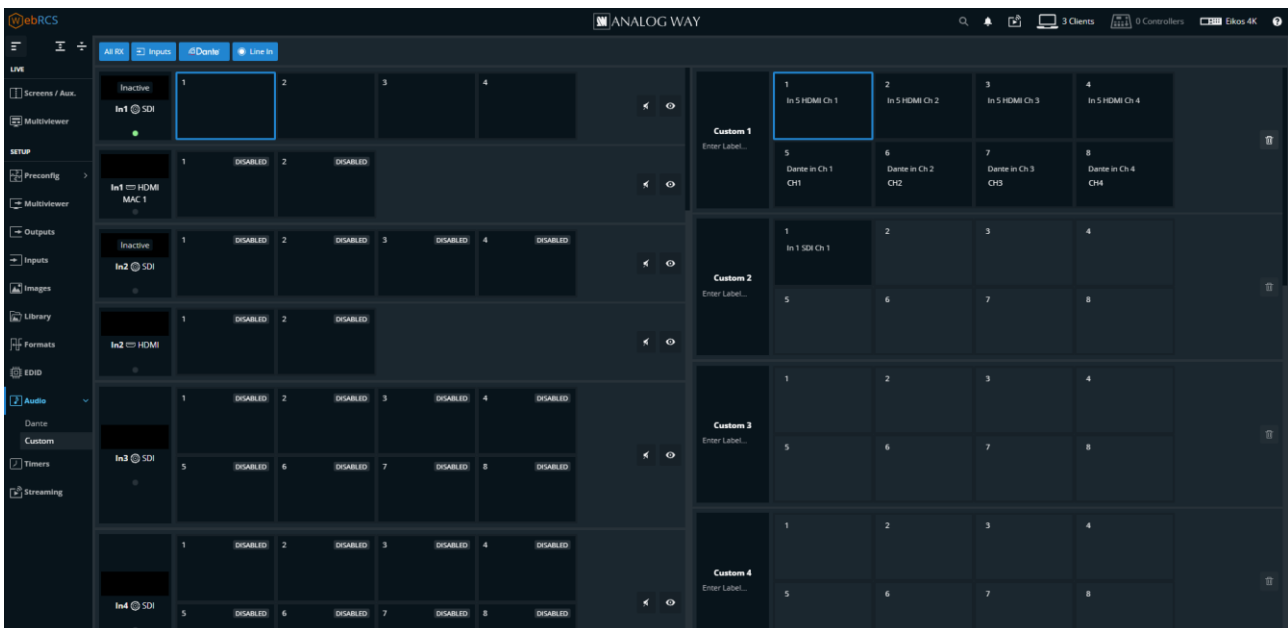 WebRCS
ANALOG WAY
3 Clients
0 Controllers
Eikos 4K
LIVE
Screens / Aux.
Multiviewer
SETUP
Preconfig
Multiviewer
Outputs
Inputs
Images
Library
Formats
EDID
Audio
Dante
Custom
Timers
Streaming
All RX
Inputs
Dante
Line In
Inactive
In1 SDI
1
2
3
4
In1 HDMI
MAC 1
1 DISABLED
2 DISABLED
Inactive
In2 SDI
1 DISABLED
2 DISABLED
3 DISABLED
4 DISABLED
In2 HDMI
1 DISABLED
2 DISABLED
In3 SDI
1 DISABLED
2 DISABLED
3 DISABLED
4 DISABLED
5 DISABLED
6 DISABLED
7 DISABLED
8 DISABLED
In4 SDI
1 DISABLED
2 DISABLED
3 DISABLED
4 DISABLED
5 DISABLED
6 DISABLED
7 DISABLED
8 DISABLED
Custom 1
Enter Label...
1
In 5 HDMI Ch 1
2
In 5 HDMI Ch 2
3
In 5 HDMI Ch 3
4
In 5 HDMI Ch 4
5
Dante in Ch 1
CH1
6
Dante in Ch 2
CH2
7
Dante in Ch 3
CH3
8
Dante in Ch 4
CH4
Custom 2
Enter Label...
1
In 1 SDI Ch 1
2
3
4
5
6
7
8
Custom 3
Enter Label...
1
2
3
4
5
6
7
8
Custom 4
Enter Label...
1
2
3
4
5
6
7
8